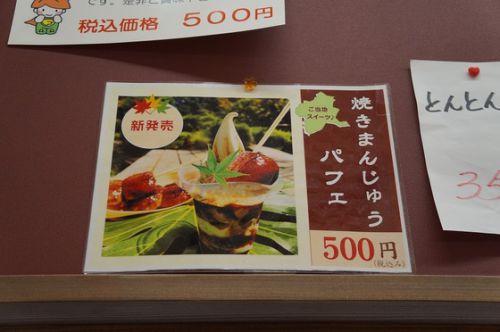 税込価格 500円
新発売
ご当地
スイーツ♪
焼きまんじゅう
パフェ
500円
(税込み)
とんとん
35